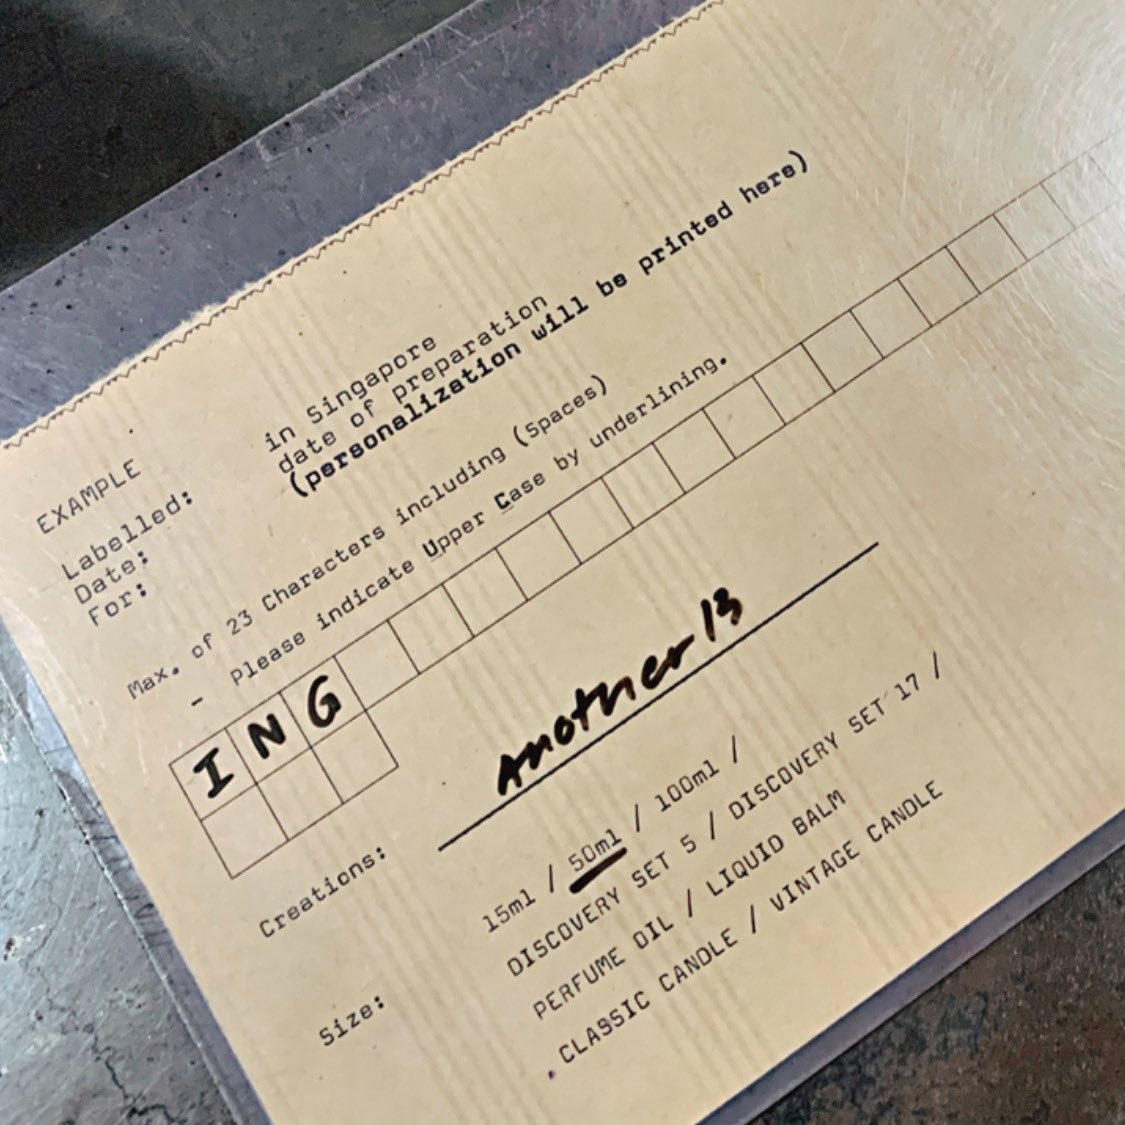 EXAMPLE
Labelled: in Singapore
Date: date of preparation
For: (personalization will be printed here)
Max. of 23 Characters including (Spaces)
- Please indicate Upper Case by underlining.
ING
Creations: Another 13
Size: 15ml / 50ml / 100ml /
DISCOVERY SET 5 / DISCOVERY SET 17 /
PERFUME OIL / LIQUID BALM
CLASSIC CANDLE / VINTAGE CANDLE